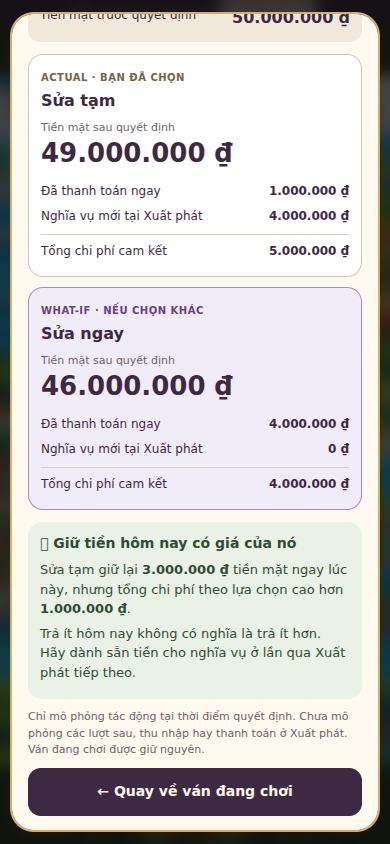 Tiền mặt trước quyết định 50.000.000 ₫
ACTUAL · BẠN ĐÃ CHỌN
Sửa tạm
Tiền mặt sau quyết định
49.000.000 ₫
Đã thanh toán ngay 1.000.000 ₫
Nghĩa vụ mới tại Xuất phát 4.000.000 ₫
Tổng chi phí cam kết 5.000.000 ₫
WHAT-IF · NẾU CHỌN KHÁC
Sửa ngay
Tiền mặt sau quyết định
46.000.000 ₫
Đã thanh toán ngay 4.000.000 ₫
Nghĩa vụ mới tại Xuất phát 0 ₫
Tổng chi phí cam kết 4.000.000 ₫
Giữ tiền hôm nay có giá của nó
Sửa tạm giữ lại 3.000.000 ₫ tiền mặt ngay lúc
này, nhưng tổng chi phí theo lựa chọn cao hơn
1.000.000 ₫.
Trả ít hôm nay không có nghĩa là trả ít hơn.
Hãy dành sẵn tiền cho nghĩa vụ ở lần qua Xuất
phát tiếp theo.
Chỉ mô phỏng tác động tại thời điểm quyết định. Chưa mô
phỏng các lượt sau, thu nhập hay thanh toán ở Xuất phát.
Ván đang chơi được giữ nguyên.
← Quay về ván đang chơi